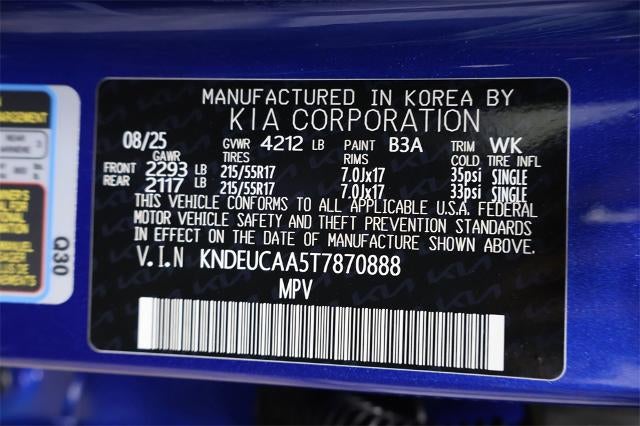 MANUFACTURED IN KOREA BY
KIA CORPORATION
08/25 GVWR 4212 LB PAINT B3A TRIM WK
GAWR TIRES RIMS COLD TIRE INFL
FRONT 2293 LB 215/55R17 7.0Jx17 35psi SINGLE
REAR 2117 LB 215/55R17 7.0Jx17 33psi SINGLE
THIS VEHICLE CONFORMS TO ALL APPLICABLE U.S.A. FEDERAL
MOTOR VEHICLE SAFETY AND THEFT PREVENTION STANDARDS
IN EFFECT ON THE DATE OF MANUFACTURE SHOWN ABOVE.
V.I.N KNDEUCAA5T7870888
MPV
REAR
Q30